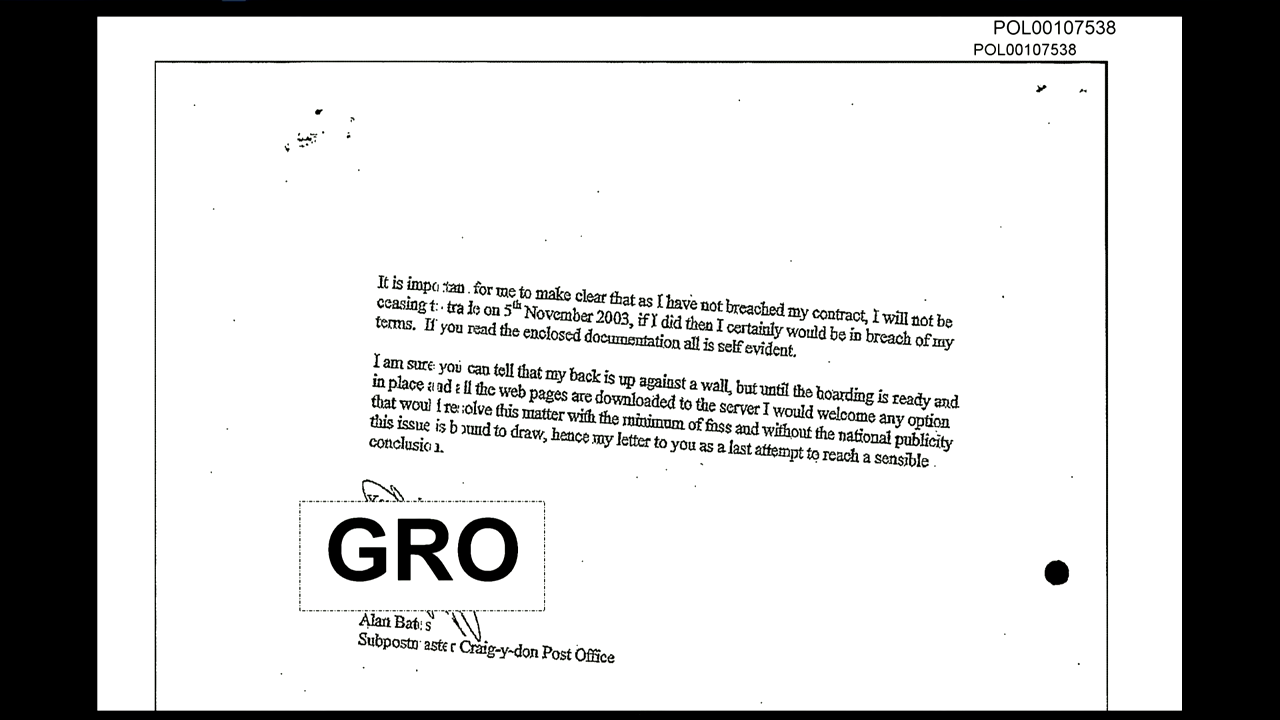 POL00107538
POL00107538
It is important for me to make clear that as I have not breached my contract, I will not be
ceasing to trade on 5th November 2003, if I did then I certainly would be in breach of my
terms. If you read the enclosed documentation all is self evident.
I am sure you can tell that my back is up against a wall, but until the hoarding is ready and
in place and all the web pages are downloaded to the server I would welcome any option
that would resolve this matter with the minimum of fuss and without the national publicity
this issue is bound to draw, hence my letter to you as a last attempt to reach a sensible
conclusion.
GRO
Alan Bates
Subpostmaster Craig-y-don Post Office